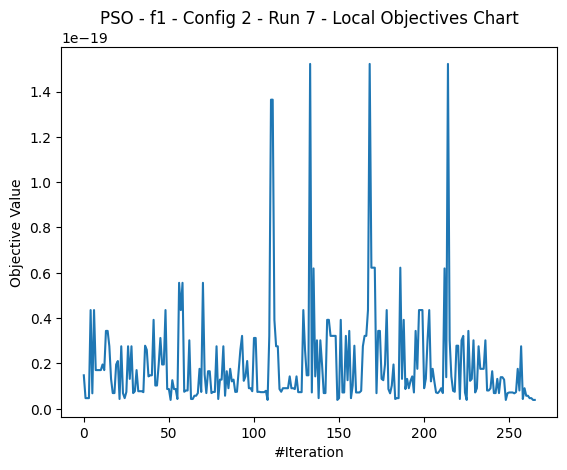 PSO - f1 - Config 2 - Run 7 - Local Objectives Chart
1e−19
1.4
1.2
1.0
0.8
0.6
0.4
0.2
0.0
Objective Value
0 50 100 150 200 250
#Iteration